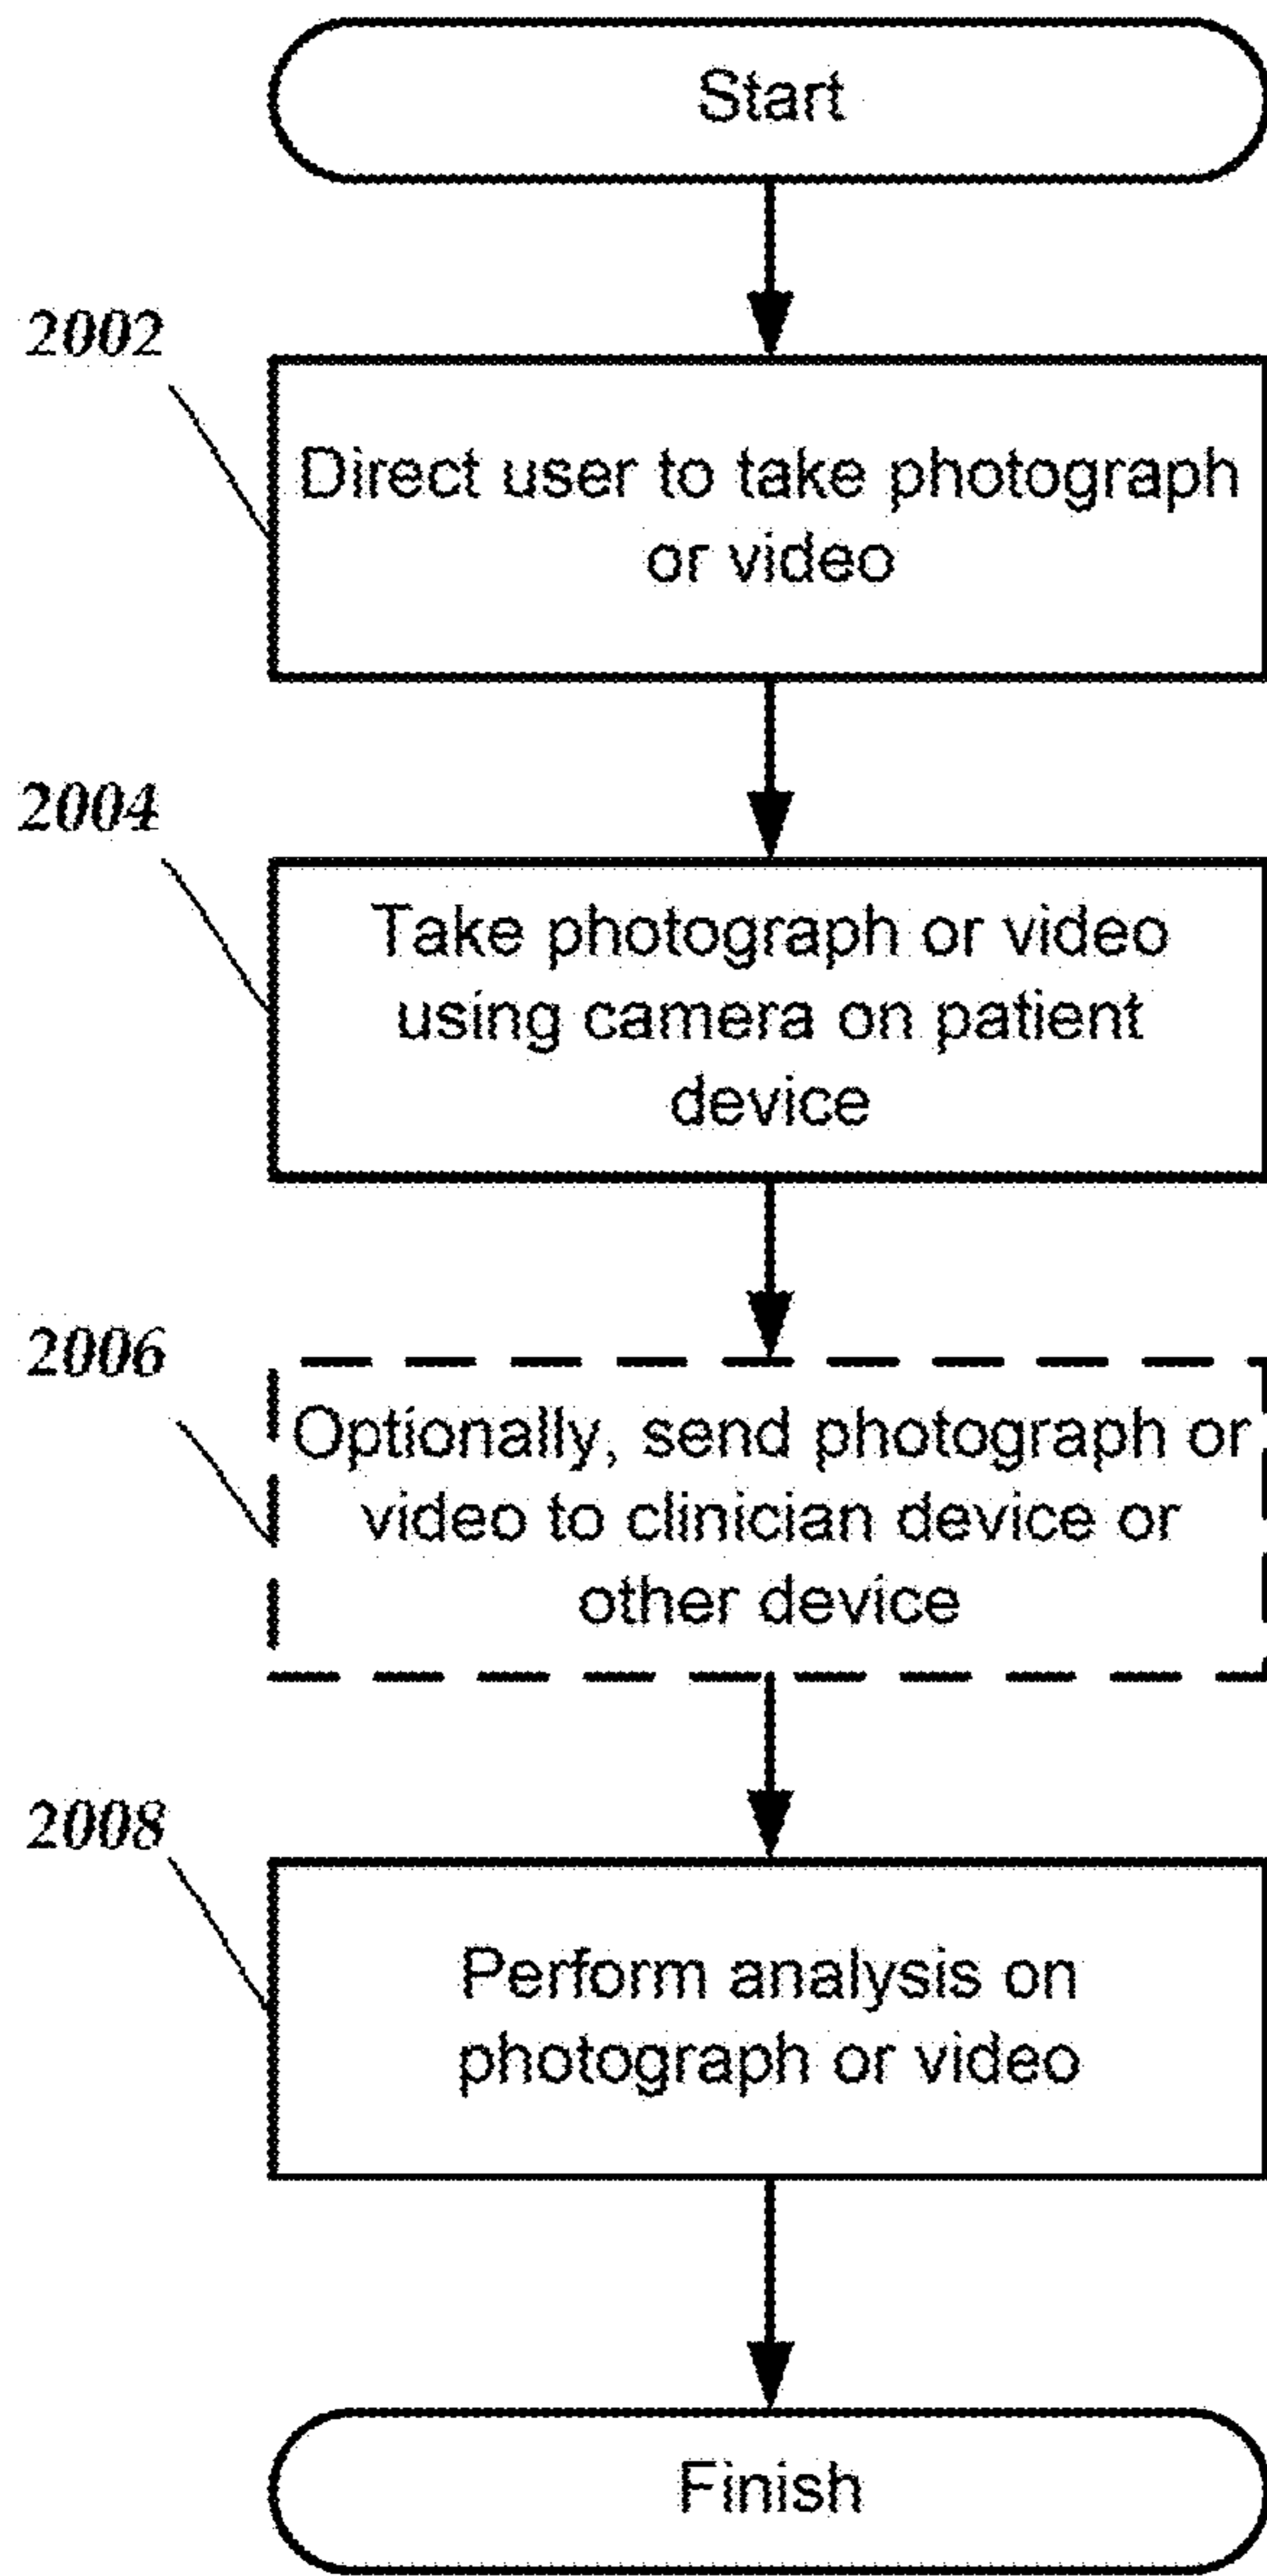 Start
2002
Direct user to take photograph
or video
2004
Take photograph or video
using camera on patient
device
2006
Optionally, send photograph or
video to clinician device or
other device
2008
Perform analysis on
photograph or video
Finish